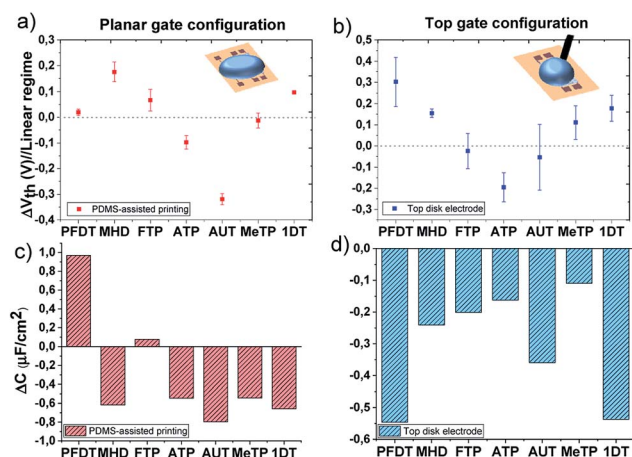 a) Planar gate configuration
b) Top gate configuration
ΔVth (V)//Linear regime
0,3
0,2
0,1
0,0
-0,1
-0,2
-0,3
-0,4
PDMS-assisted printing
PFDT MHD FTP ATP AUT MeTP 1DT
0,5
0,4
0,3
0,2
0,1
0,0
-0,1
-0,2
-0,3
Top disk electrode
PFDT MHD FTP ATP AUT MeTP 1DT
c)
ΔC (µF/cm²)
1,0
0,8
0,6
0,4
0,2
0,0
-0,2
-0,4
-0,6
-0,8
-1,0
PDMS-assisted printing
PFDT MHD FTP ATP AUT MeTP 1DT
d)
0,0
-0,1
-0,2
-0,3
-0,4
-0,5
-0,6
Top disk electrode
PFDT MHD FTP ATP AUT MeTP 1DT